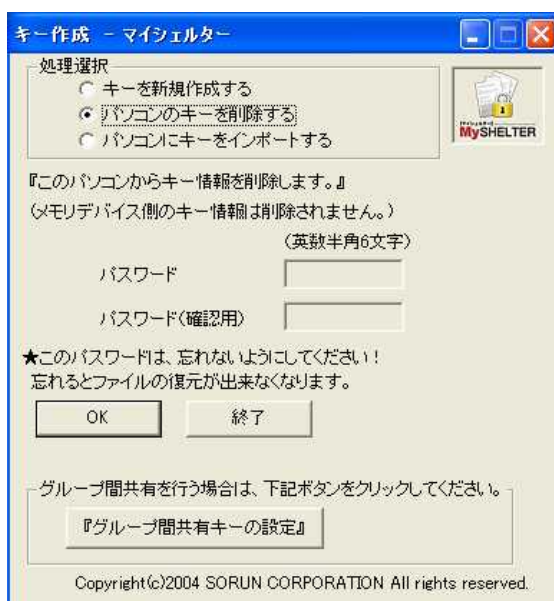 キー作成 - マイシェルター
処理選択
キーを新規作成する
パソコンのキーを削除する
パソコンにキーをインポートする
MySHELTER
『このパソコンからキー情報を削除します。』
(メモリデバイス側のキー情報は削除されません。)
(英数半角6文字)
パスワード
パスワード(確認用)
★このパスワードは、忘れないようにしてください!
忘れるとファイルの復元が出来なくなります。
OK 終了
グループ間共有を行う場合は、下記ボタンをクリックしてください。
『グループ間共有キーの設定』
Copyright(c)2004 SORUN CORPORATION All rights reserved.